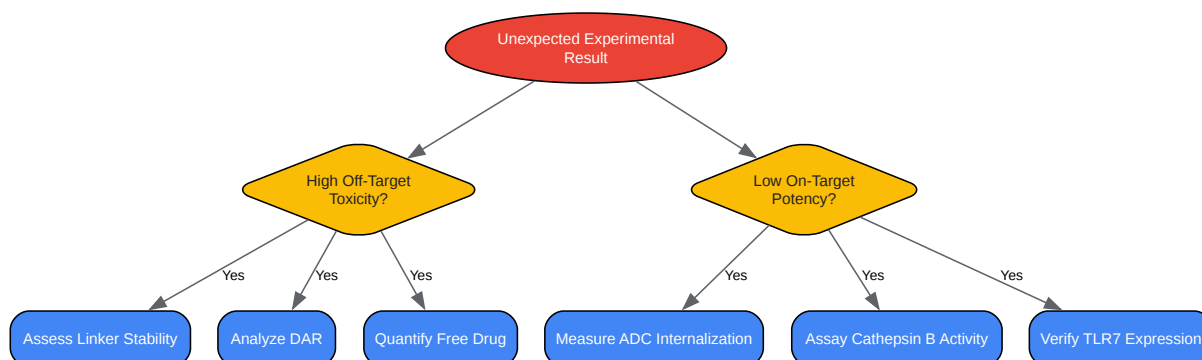 Unexpected Experimental
Result
High Off-Target
Toxicity?
Low On-Target
Potency?
Yes
Yes
Yes
Yes
Yes
Yes
Assess Linker Stability
Analyze DAR
Quantify Free Drug
Measure ADC Internalization
Assay Cathepsin B Activity
Verify TLR7 Expression